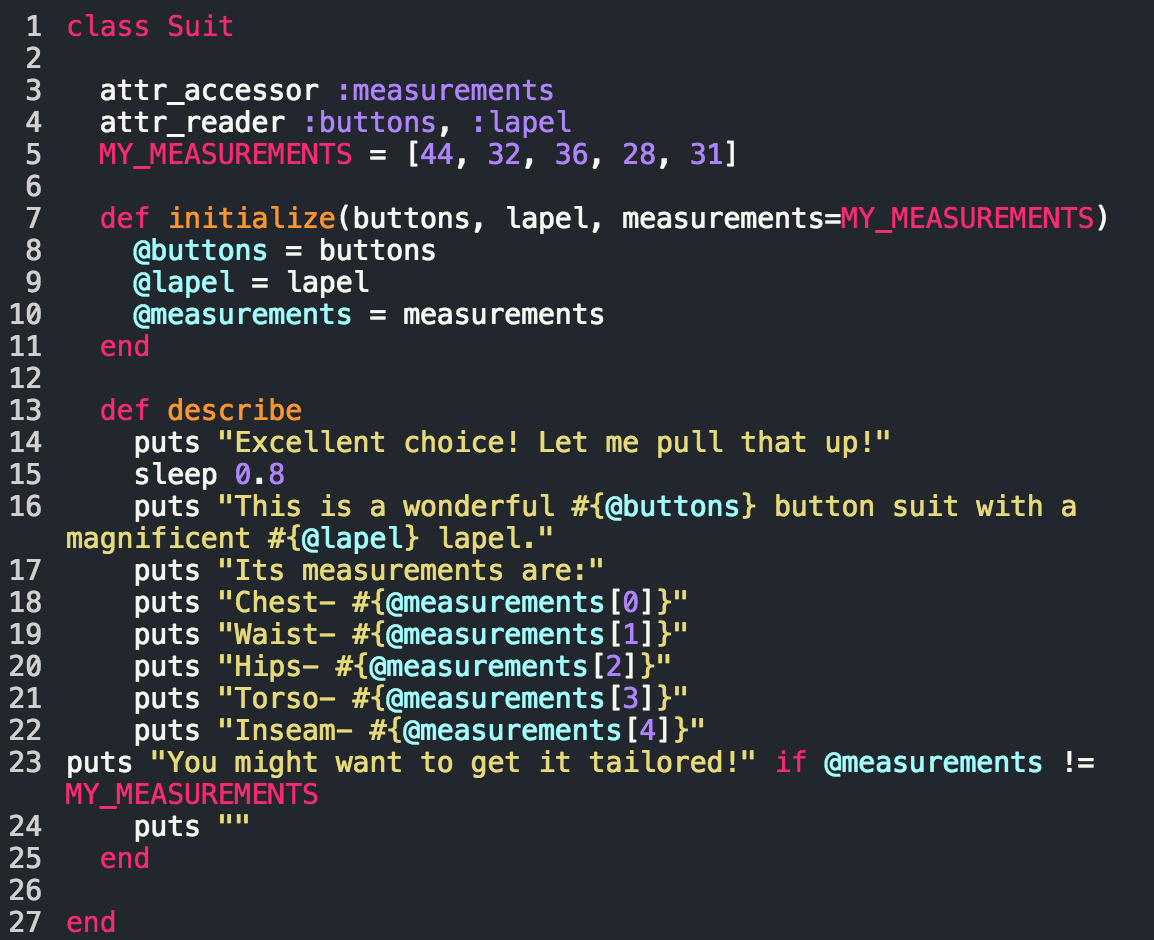 1 class Suit
2
3   attr_accessor :measurements
4   attr_reader :buttons, :lapel
5 MY_MEASUREMENTS = [44, 32, 36, 28, 31]
6
7   def initialize(buttons, lapel, measurements=MY_MEASUREMENTS)
8     @buttons = buttons
9     @lapel = lapel
10     @measurements = measurements
11   end
12
13   def describe
14     puts "Excellent choice! Let me pull that up!"
15     sleep 0.8
16     puts "This is a wonderful #{@buttons} button suit with a
magnificent #{@lapel} lapel."
17     puts "Its measurements are:"
18     puts "Chest- #{@measurements[0]}"
19     puts "Waist- #{@measurements[1]}"
20     puts "Hips- #{@measurements[2]}"
21     puts "Torso- #{@measurements[3]}"
22     puts "Inseam- #{@measurements[4]}"
23 puts "You might want to get it tailored!" if @measurements !=
MY_MEASUREMENTS
24     puts ""
25   end
26
27 end